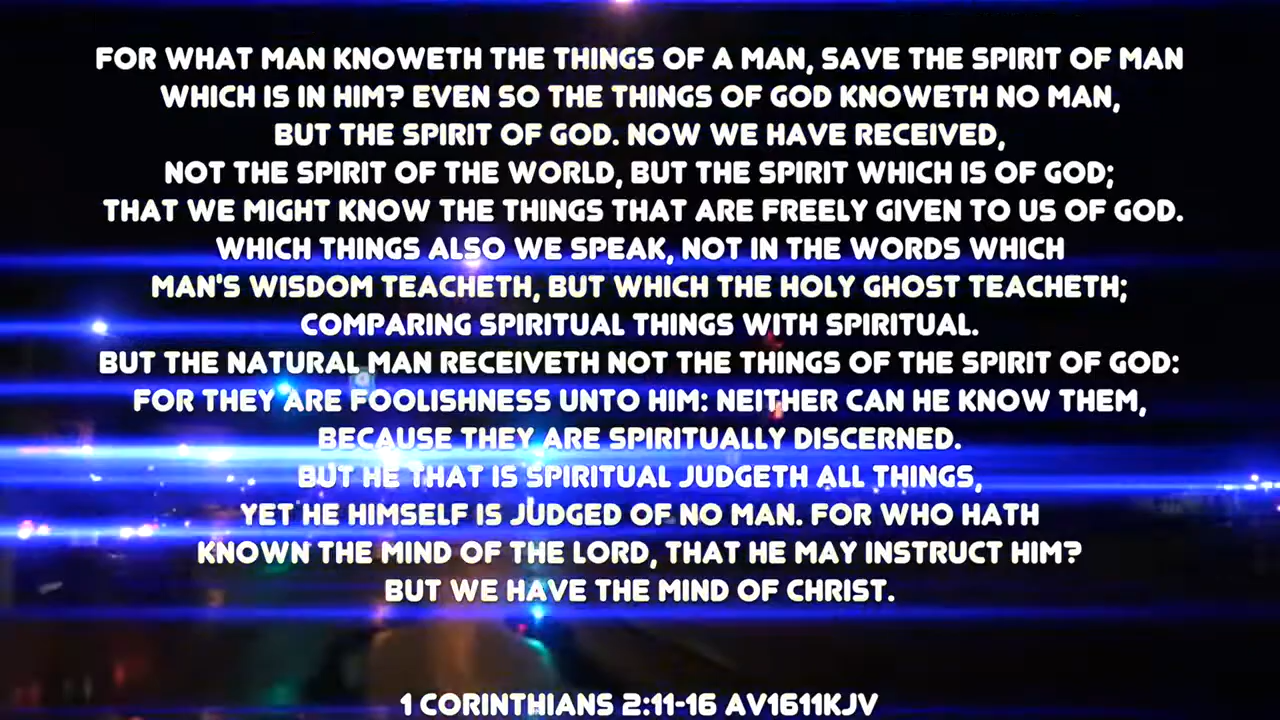 FOR WHAT MAN KNOWETH THE THINGS OF A MAN, SAVE THE SPIRIT OF MAN
WHICH IS IN HIM? EVEN SO THE THINGS OF GOD KNOWETH NO MAN,
BUT THE SPIRIT OF GOD. NOW WE HAVE RECEIVED,
NOT THE SPIRIT OF THE WORLD, BUT THE SPIRIT WHICH IS OF GOD;
THAT WE MIGHT KNOW THE THINGS THAT ARE FREELY GIVEN TO US OF GOD.
WHICH THINGS ALSO WE SPEAK, NOT IN THE WORDS WHICH
MAN'S WISDOM TEACHETH, BUT WHICH THE HOLY GHOST TEACHETH;
COMPARING SPIRITUAL THINGS WITH SPIRITUAL.
BUT THE NATURAL MAN RECEIVETH NOT THE THINGS OF THE SPIRIT OF GOD:
FOR THEY ARE FOOLISHNESS UNTO HIM: NEITHER CAN HE KNOW THEM,
BECAUSE THEY ARE SPIRITUALLY DISCERNED.
BUT HE THAT IS SPIRITUAL JUDGETH ALL THINGS,
YET HE HIMSELF IS JUDGED OF NO MAN. FOR WHO HATH
KNOWN THE MIND OF THE LORD, THAT HE MAY INSTRUCT HIM?
BUT WE HAVE THE MIND OF CHRIST.
1 CORINTHIANS 2:11-16 AV1611KJV